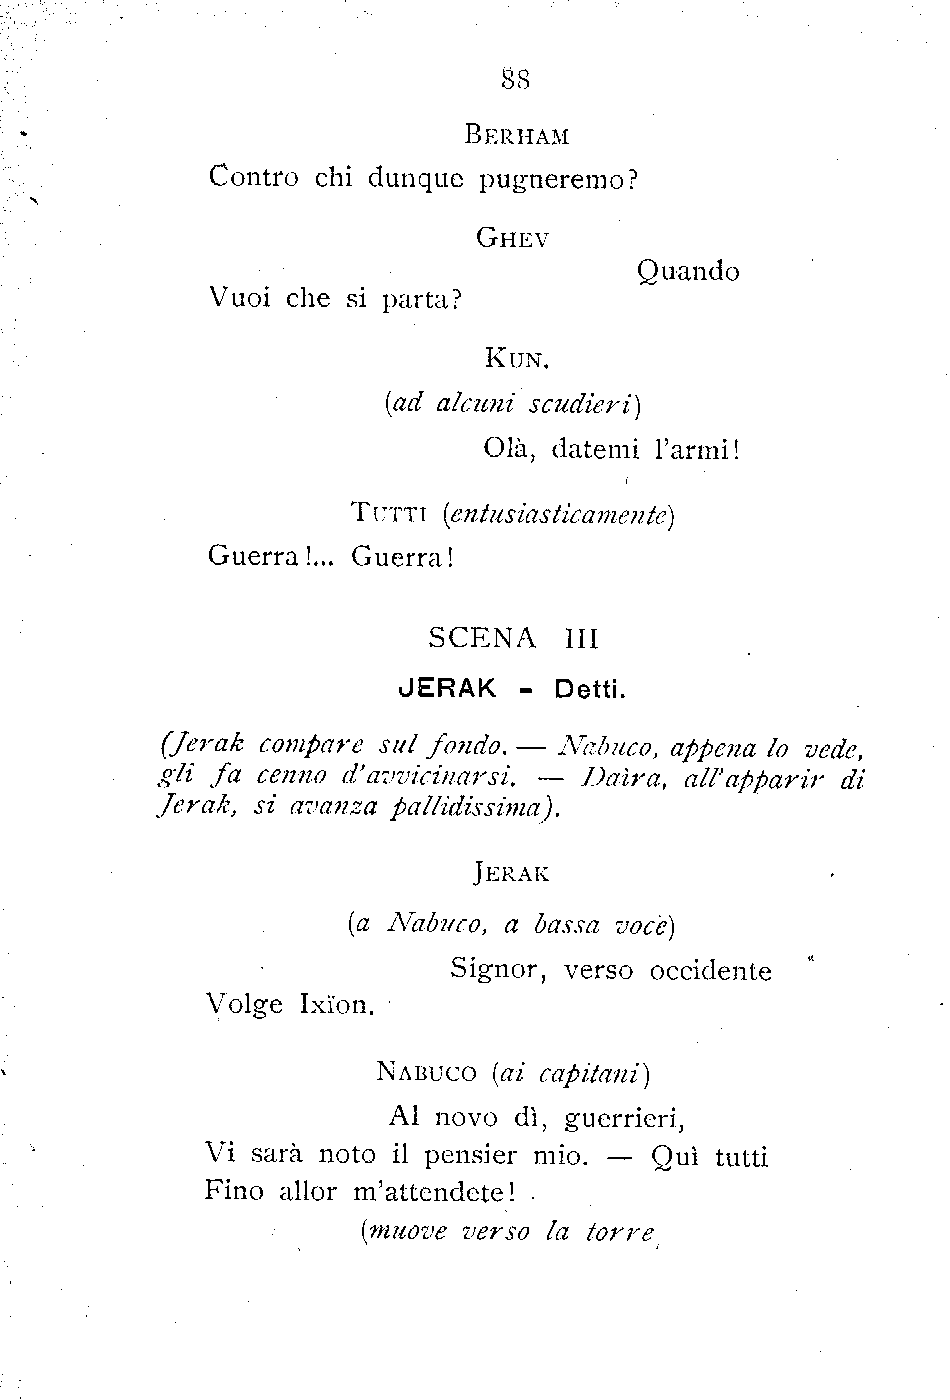 88
BERHAM
Contro chi dunque pugneremo?
GHEV
Quando
Vuoi che si parta?
KUN.
(ad alcuni scudieri)
Olà, datemi l'armi!
TUTTI (entusiasticamente)
Guerra!... Guerra!
SCENA III
JERAK - Detti.
(Jerak compare sul fondo. — Nabuco, appena lo vede,
gli fa cenno d'avvicinarsi. — Daìra, all'apparir di
Jerak, si avanza pallidissima).
JERAK
(a Nabuco, a bassa voce)
Signor, verso occidente
Volge Ixïon.
NABUCO (ai capitani)
Al novo dì, guerrieri,
Vi sarà noto il pensier mio. — Quì tutti
Fino allor m'attendete!
(muove verso la torre